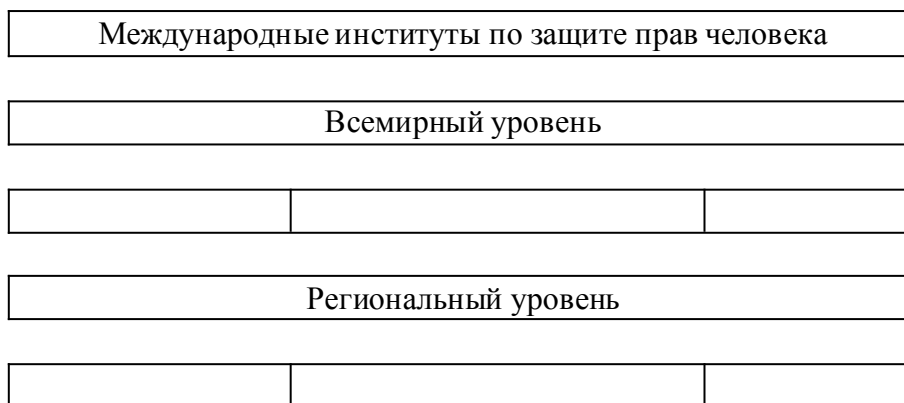 Международные институты по защите прав человека
Всемирный уровень
Региональный уровень